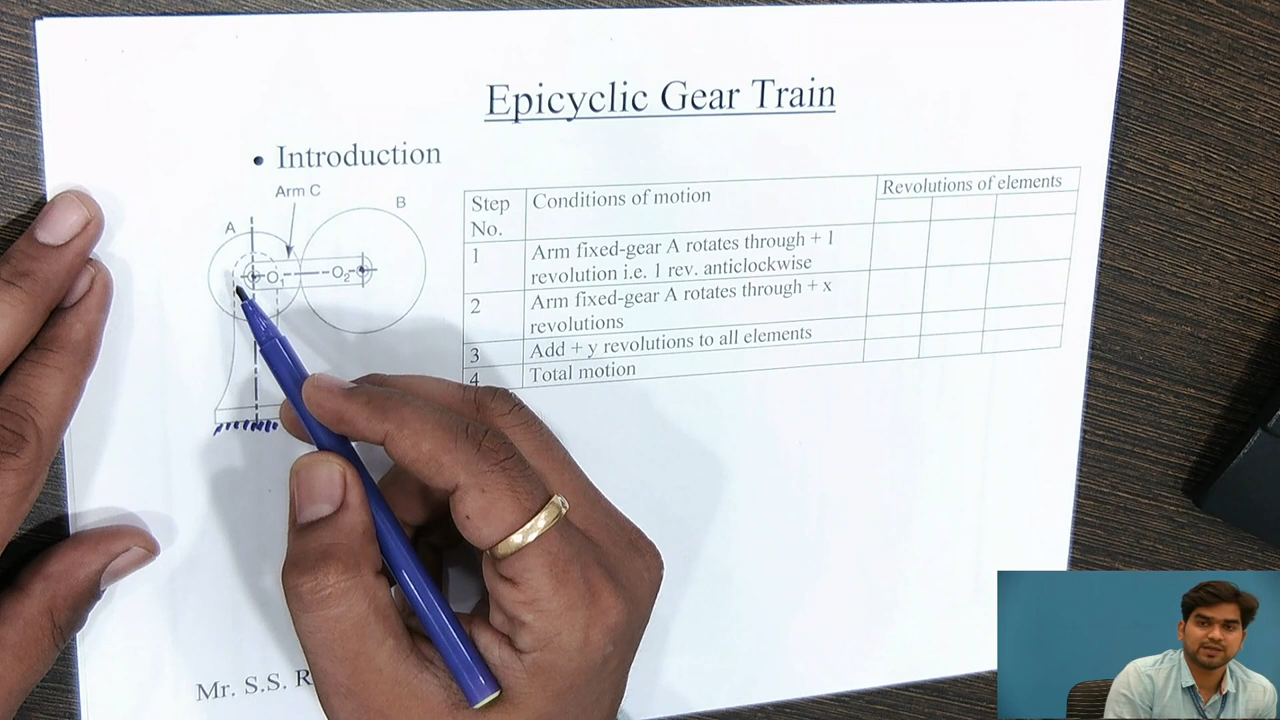 Epicyclic Gear Train
• Introduction
Arm C
A
B
O1
O2
Step No.
Conditions of motion
Revolutions of elements
1
Arm fixed-gear A rotates through + 1
revolution i.e. 1 rev. anticlockwise
2
Arm fixed-gear A rotates through + x
revolutions
3
Add + y revolutions to all elements
4
Total motion
Mr. S.S.